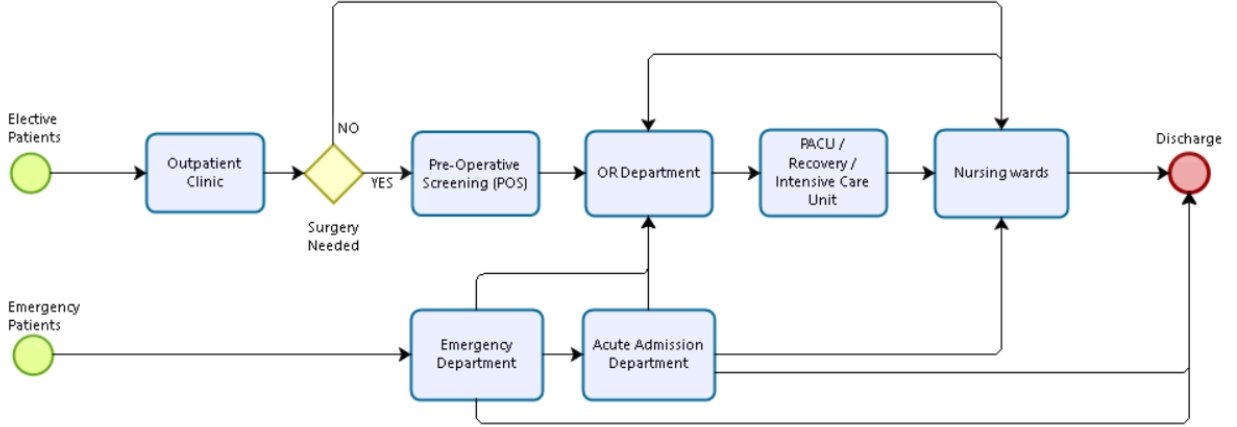 Elective
Patients
Outpatient
Clinic
NO
YES
Surgery
Needed
Pre-Operative
Screening (POS)
OR Department
PACU /
Recovery /
Intensive Care
Unit
Nursing wards
Discharge
Emergency
Patients
Emergency
Department
Acute Admission
Department